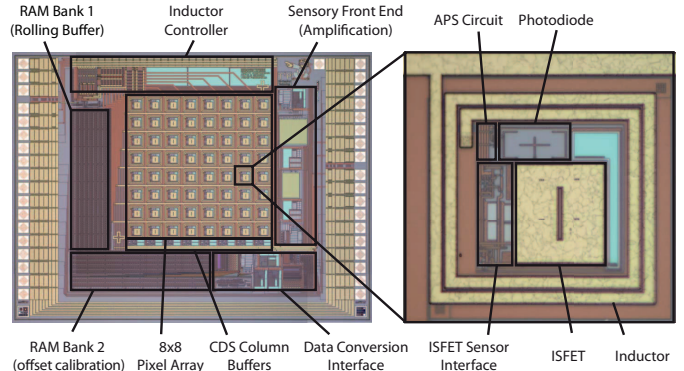 RAM Bank 1
(Rolling Buffer)
Inductor
Controller
Sensory Front End
(Amplification)
APS Circuit
Photodiode
RAM Bank 2
(offset calibration)
8x8
Pixel Array
CDS Column
Buffers
Data Conversion
Interface
ISFET Sensor
Interface
ISFET
Inductor